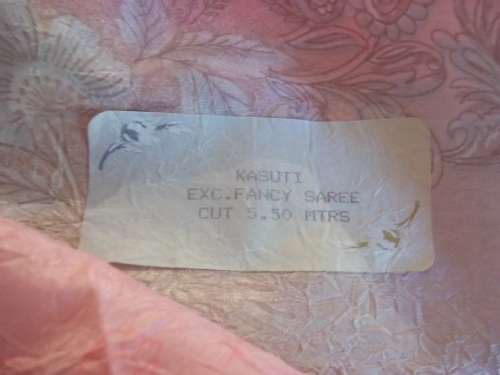 KASUTI
EXC.FANCY SAREE
CUT 5.50 MTRS